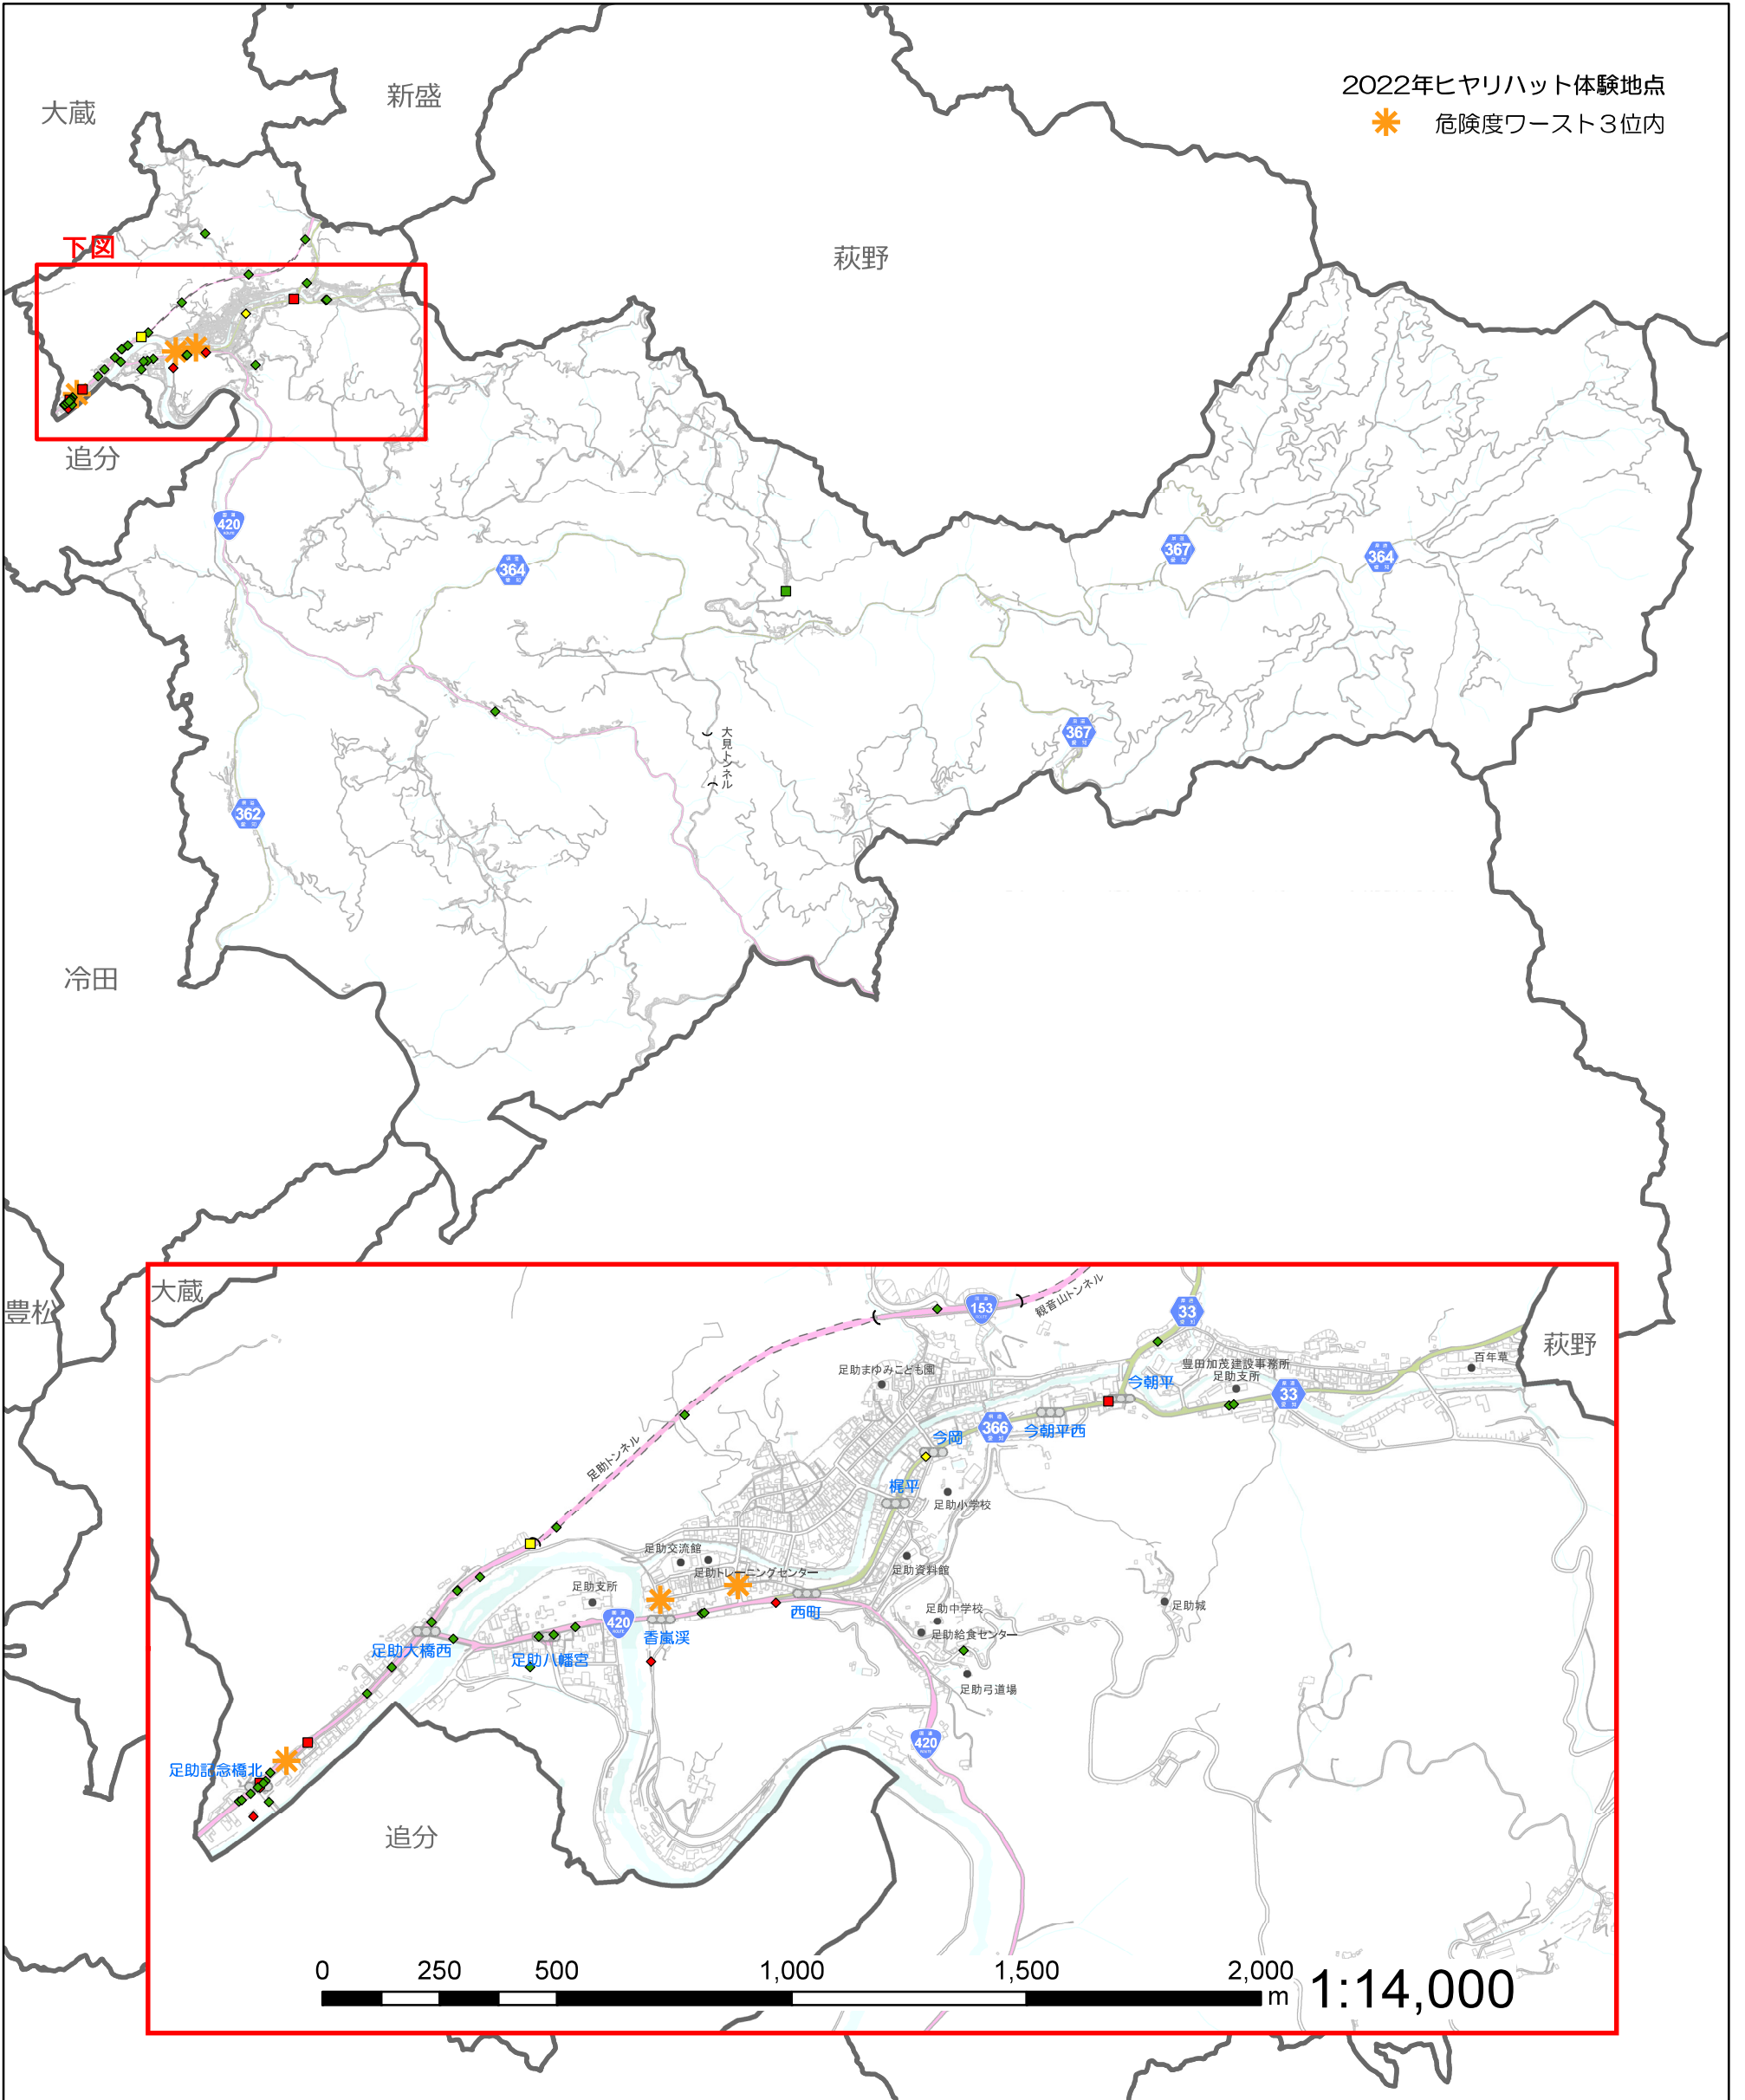 2022年ヒヤリハット体験地点
危険度ワースト3位内
大蔵
新盛
萩野
下図
追分
420
364
367
364
大見トンネル
367
362
冷田
豊松
大蔵
153
観音山トンネル
33
萩野
足助まゆみこども園
豊田加茂建設事務所
足助支所
百年草
今朝平
33
366
今朝平西
今岡
足助トンネル
梶平
足助小学校
足助交流館
足助トレーニングセンター
足助資料館
足助支所
420
西町
足助中学校
足助城
香嵐渓
足助給食センター
足助大橋西
足助八幡宮
足助弓道場
420
足助記念橋北
追分
0 250 500 1,000 1,500 2,000
m
1:14,000